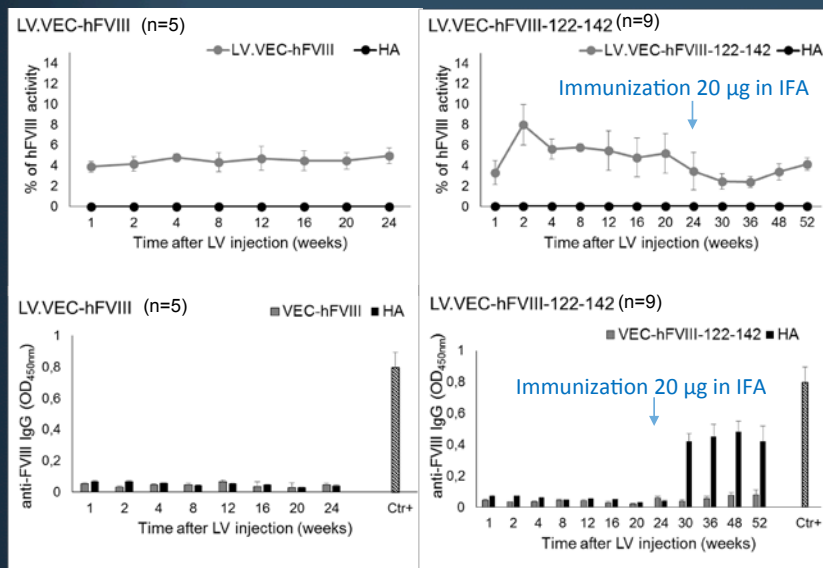 LV.VEC-hFVIII (n=5)
LV.VEC-hFVIII HA
% of hFVIII activity
14
12
10
8
6
4
2
0
1 2 4 8 12 16 20 24
Time after LV injection (weeks)
LV.VEC-hFVIII-122-142 (n=9)
LV.VEC-hFVIII-122-142 HA
Immunization 20 µg in IFA
% of hFVIII activity
14
12
10
8
6
4
2
0
1 2 4 8 12 16 20 24 30 36 48 52
Time after LV injection (weeks)
LV.VEC-hFVIII (n=5)
VEC-hFVIII HA
anti-FVIII IgG (OD450nm)
1
0,8
0,6
0,4
0,2
0
1 2 4 8 12 16 20 24 Ctr+
Time after LV injection (weeks)
LV.VEC-hFVIII-122-142 (n=9)
VEC-hFVIII-122-142 HA
Immunization 20 µg in IFA
anti-FVIII IgG (OD450nm)
1
0,8
0,6
0,4
0,2
0
1 2 4 8 12 16 20 24 30 36 48 52 Ctr+
Time after LV injection (weeks)